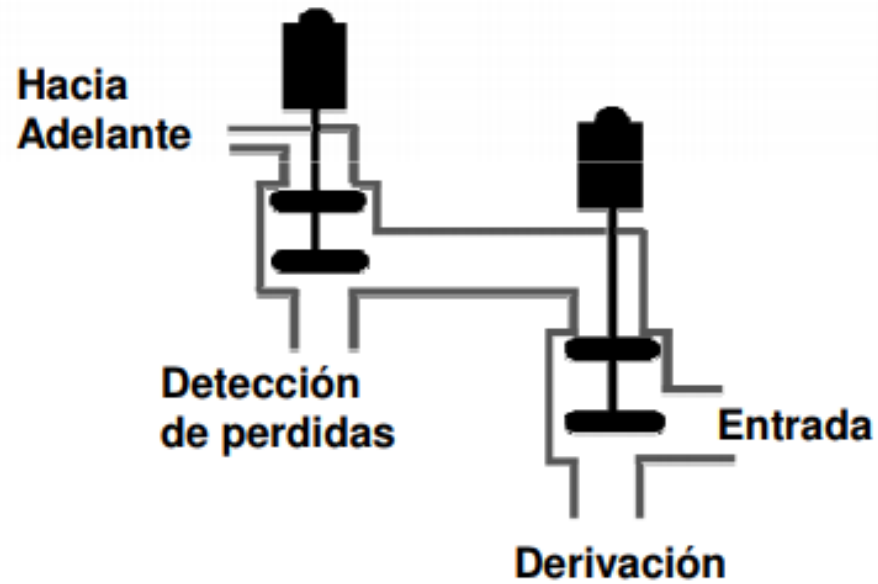 Hacia
Adelante
Detección
de perdidas
Entrada
Derivación